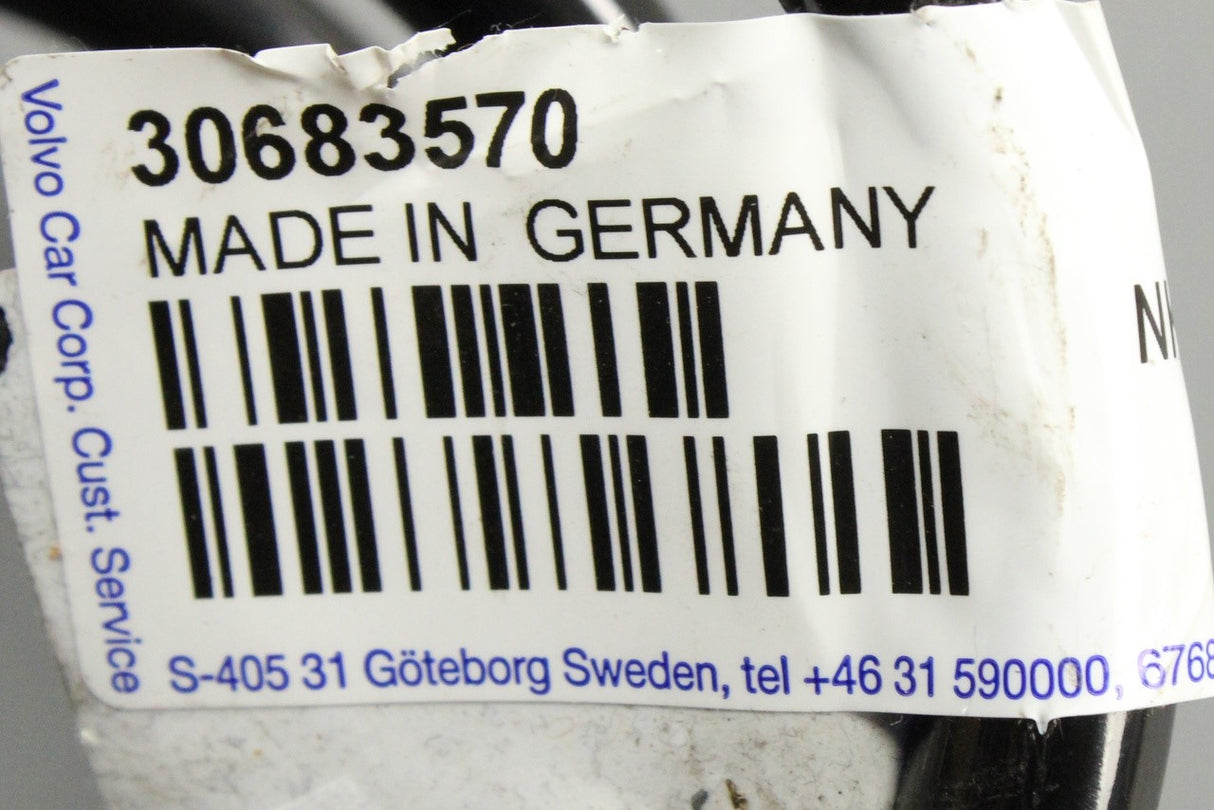 30683570
MADE IN GERMANY
Volvo Car Corp. Cust. Service
S-405 31 Göteborg Sweden, tel +46 31 590000,